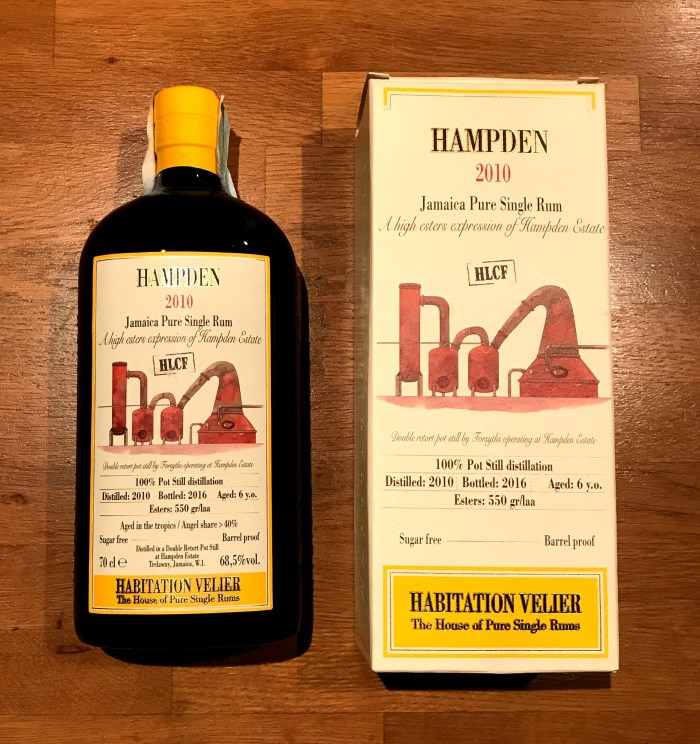 HAMPDEN
2010
Jamaica Pure Single Rum
A high esters expression of Hampden Estate
HLCF
Double retort pot still by Forsyths operating at Hampden Estate
100% Pot Still distillation
Distilled: 2010 Bottled: 2016 Aged: 6 y.o.
Esters: 550 gr/laa
Aged in the tropics / Angel share > 40%
Sugar free Barrel proof
Distilled in a Double Retort Pot Still
at Hampden Estate
Trelawny, Jamaica, W.I.
70 cl e 68,5%vol.
HABITATION VELIER
The House of Pure Single Rums
HAMPDEN
2010
Jamaica Pure Single Rum
A high esters expression of Hampden Estate
HLCF
Double retort pot still by Forsyths operating at Hampden Estate
100% Pot Still distillation
Distilled: 2010 Bottled: 2016 Aged: 6 y.o.
Esters: 550 gr/laa
Sugar free Barrel proof
HABITATION VELIER
The House of Pure Single Rums